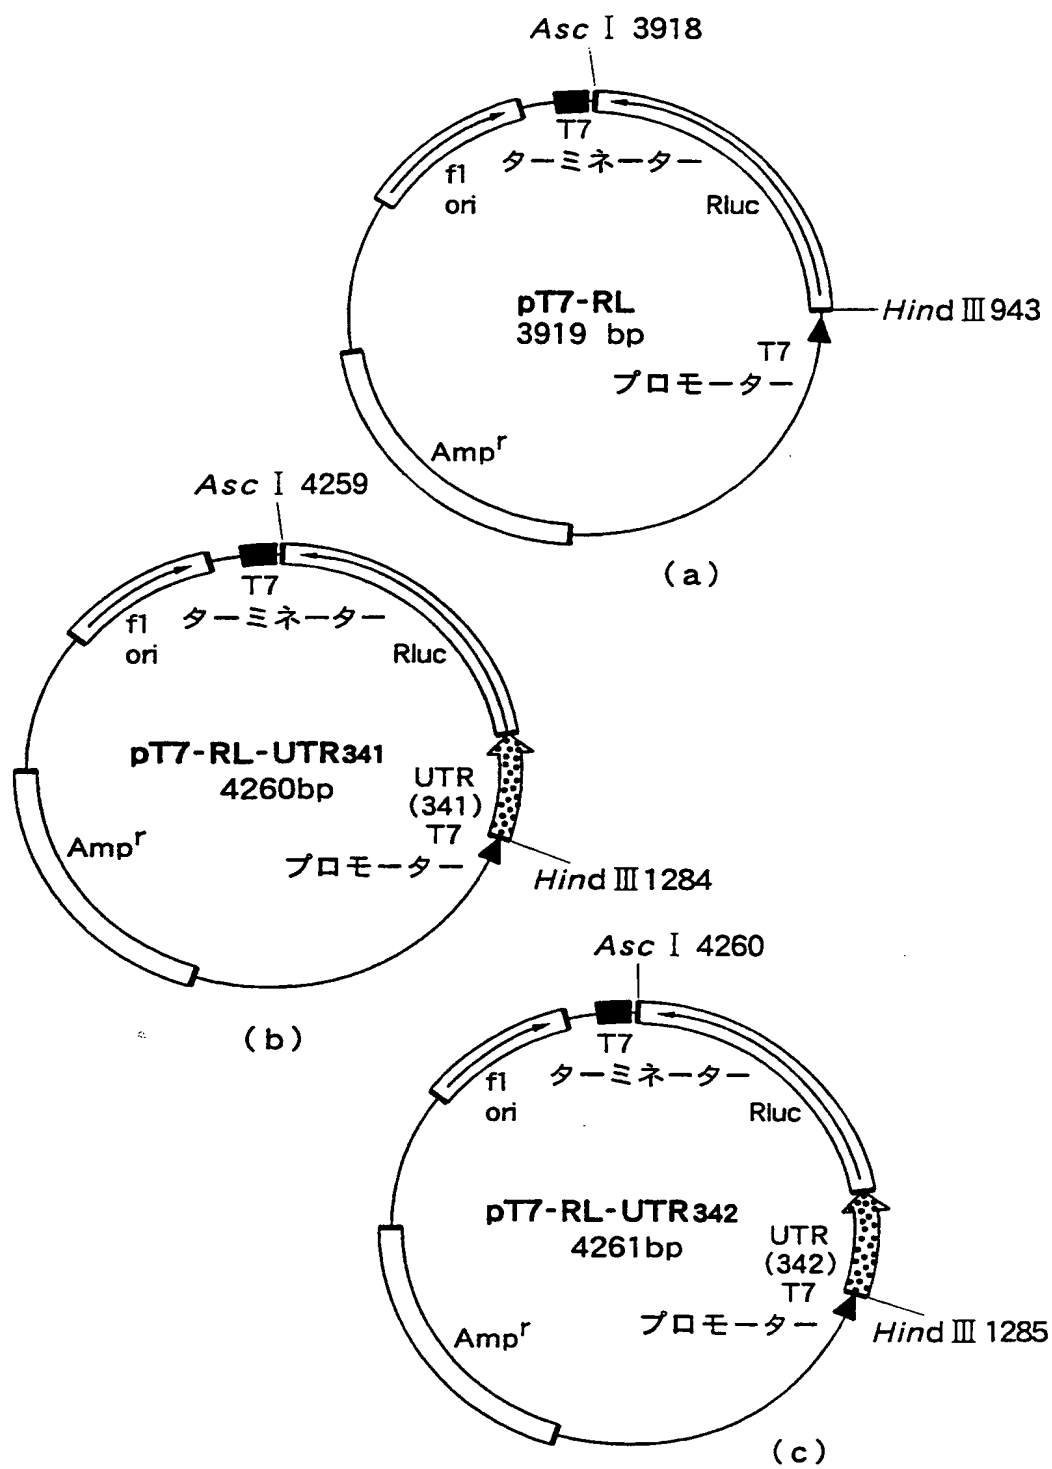 Asc Ⅰ 3918
T7
ターミネーター
f1
ori
Rluc
pT7-RL
3919 bp
Hind Ⅲ 943
T7
プロモーター
Ampr
(a)
Asc Ⅰ 4259
T7
ターミネーター
f1
ori
Rluc
pT7-RL-UTR341
4260bp
UTR
(341)
T7
プロモーター
Ampr
Hind Ⅲ 1284
(b)
Asc Ⅰ 4260
T7
ターミネーター
f1
ori
Rluc
pT7-RL-UTR342
4261bp
UTR
(342)
T7
プロモーター
Ampr
Hind Ⅲ 1285
(c)